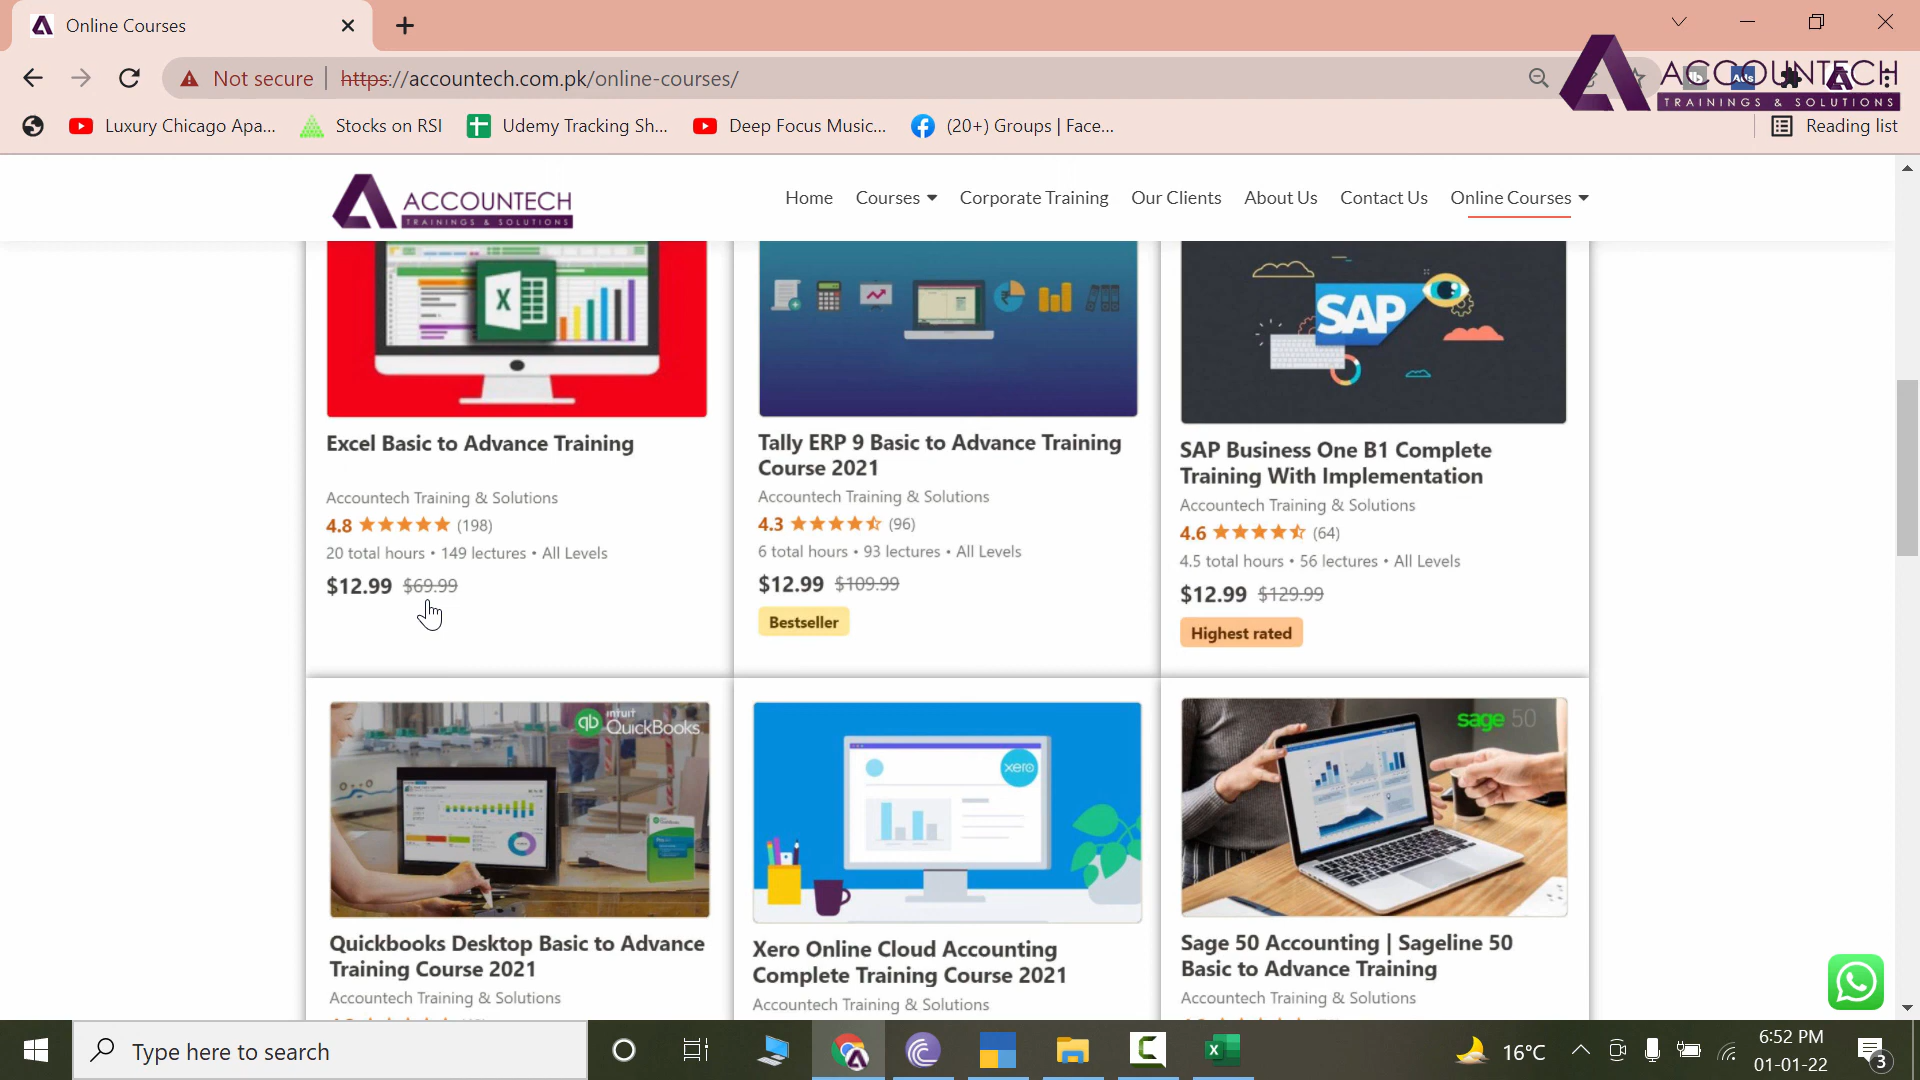 Online Courses
Not secure
https://accountech.com.pk/online-courses/
ACCOUNTECH
TRAININGS & SOLUTIONS
Luxury Chicago Apa...
Stocks on RSI
Udemy Tracking Sh...
Deep Focus Music...
(20+) Groups | Face...
Reading list
ACCOUNTECH
TRAININGS & SOLUTIONS
Home
Courses
Corporate Training
Our Clients
About Us
Contact Us
Online Courses
X
SAP
Excel Basic to Advance Training
Accountech Training & Solutions
4.8 (198)
20 total hours • 149 lectures • All Levels
$12.99 $69.99
Tally ERP 9 Basic to Advance Training
Course 2021
Accountech Training & Solutions
4.3 (96)
6 total hours • 93 lectures • All Levels
$12.99 $109.99
Bestseller
SAP Business One B1 Complete
Training With Implementation
Accountech Training & Solutions
4.6 (64)
4.5 total hours • 56 lectures • All Levels
$12.99 $129.99
Highest rated
qb
intuit
QuickBooks
xero
sage 50
Quickbooks Desktop Basic to Advance
Training Course 2021
Accountech Training & Solutions
Xero Online Cloud Accounting
Complete Training Course 2021
Accountech Training & Solutions
Sage 50 Accounting | Sageline 50
Basic to Advance Training
Accountech Training & Solutions
Type here to search
16°C
6:52 PM
01-01-22
3